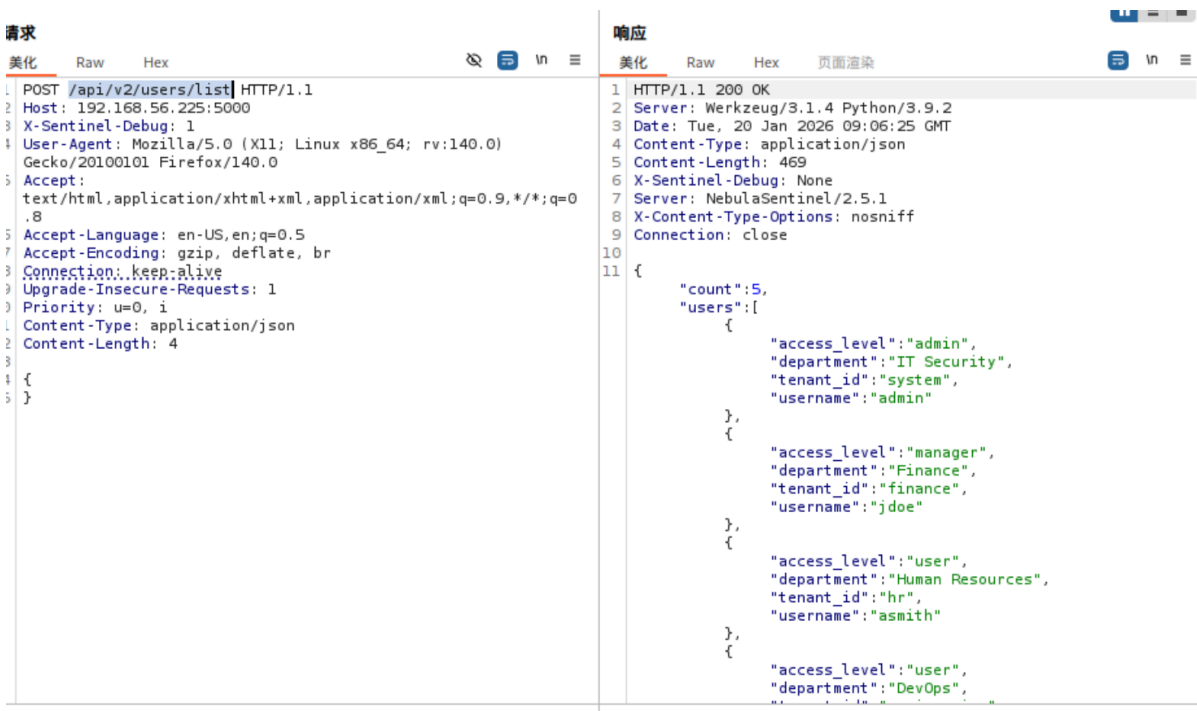 请求
美化 Raw Hex \n
POST /api/v2/users/list HTTP/1.1
2 Host: 192.168.56.225:5000
3 X-Sentinel-Debug: 1
4 User-Agent: Mozilla/5.0 (X11; Linux x86_64; rv:140.0)
Gecko/20100101 Firefox/140.0
5 Accept:
text/html,application/xhtml+xml,application/xml;q=0.9,*/*;q=0
.8
Accept-Language: en-US,en;q=0.5
7 Accept-Encoding: gzip, deflate, br
Connection: keep-alive
Upgrade-Insecure-Requests: 1
Priority: u=0, i
Content-Type: application/json
2 Content-Length: 4
3
4 {
}
响应
美化 Raw Hex 页面渲染 \n
1 HTTP/1.1 200 OK
2 Server: Werkzeug/3.1.4 Python/3.9.2
3 Date: Tue, 20 Jan 2026 09:06:25 GMT
4 Content-Type: application/json
5 Content-Length: 469
6 X-Sentinel-Debug: None
7 Server: NebulaSentinel/2.5.1
8 X-Content-Type-Options: nosniff
9 Connection: close
10
11 {
"count":5,
"users":[
{
"access_level":"admin",
"department":"IT Security",
"tenant_id":"system",
"username":"admin"
},
{
"access_level":"manager",
"department":"Finance",
"tenant_id":"finance",
"username":"jdoe"
},
{
"access_level":"user",
"department":"Human Resources",
"tenant_id":"hr",
"username":"asmith"
},
{
"access_level":"user",
"department":"DevOps",